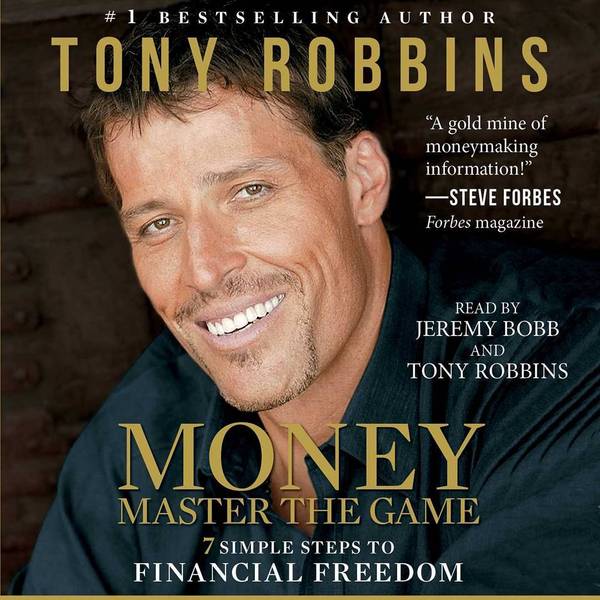 #1 BESTSELLING AUTHOR
TONY ROBBINS
“A gold mine of
moneymaking
information!”
—STEVE FORBES
Forbes magazine
READ BY
JEREMY BOBB
AND
TONY ROBBINS
MONEY
MASTER THE GAME
7 SIMPLE STEPS TO
FINANCIAL FREEDOM